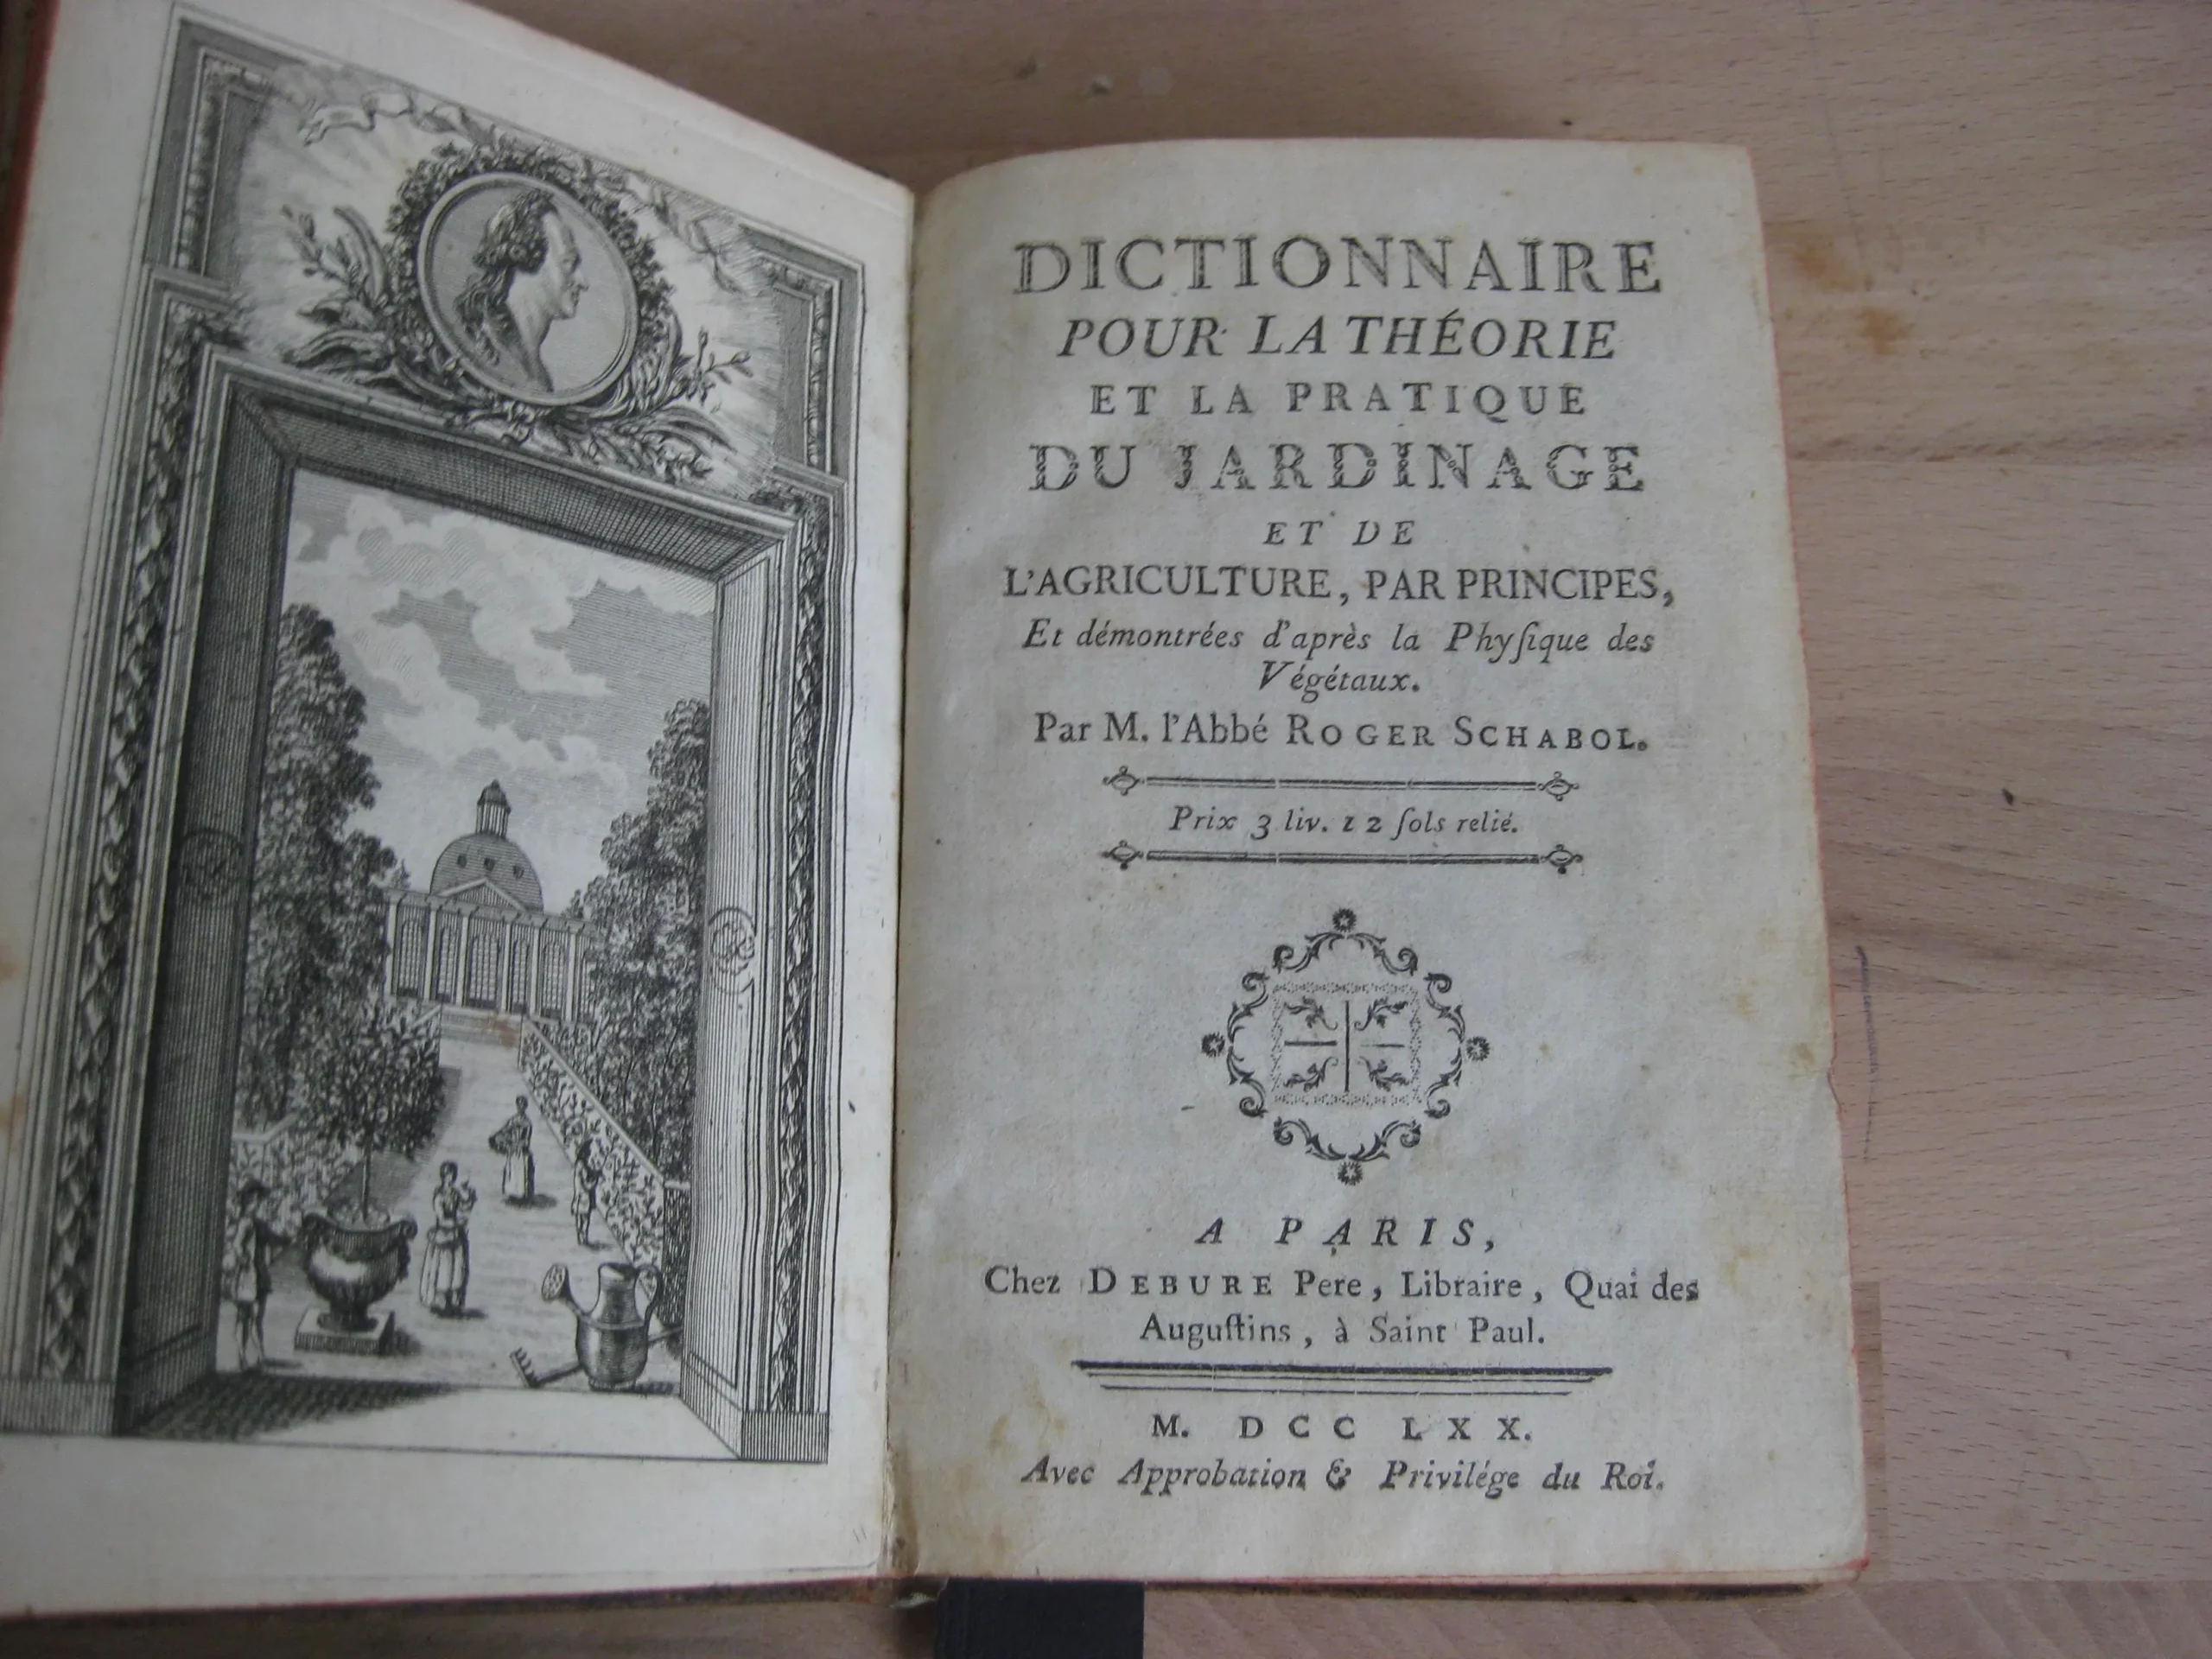 DICTIONNAIRE
POUR LA THÉORIE
ET LA PRATIQUE
DU JARDINAGE
ET DE
L'AGRICULTURE, PAR PRINCIPES,
Et démontrées d'après la Phyſique des
Végétaux.
Par M. l'Abbé ROGER SCHABOL.
Prix 3 liv. 12 ſols relié.
A PARIS,
Chez DEBURE Pere, Libraire, Quai des
Auguſtins, à Saint Paul.
M. DCC LXX.
Avec Approbation & Privilége du Roi.